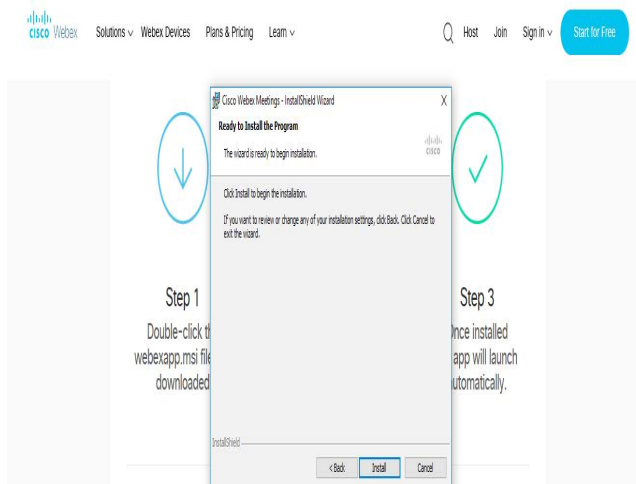 CISCO Webex Solutions Webex Devices Plans & Pricing Learn Host Join Sign in Start for Free
Cisco Webex Meetings - InstallShield Wizard X
Ready to Install the Program
The wizard is ready to begin installation.
CISCO
Click Install to begin the installation.
If you want to review or change any of your installation settings, click Back. Click Cancel to
exit the wizard.
Step 1
Double-click th
webexapp.msi file
downloaded
Step 3
Once installed
app will launch
utomatically.
InstallShield
< Back Install Cancel